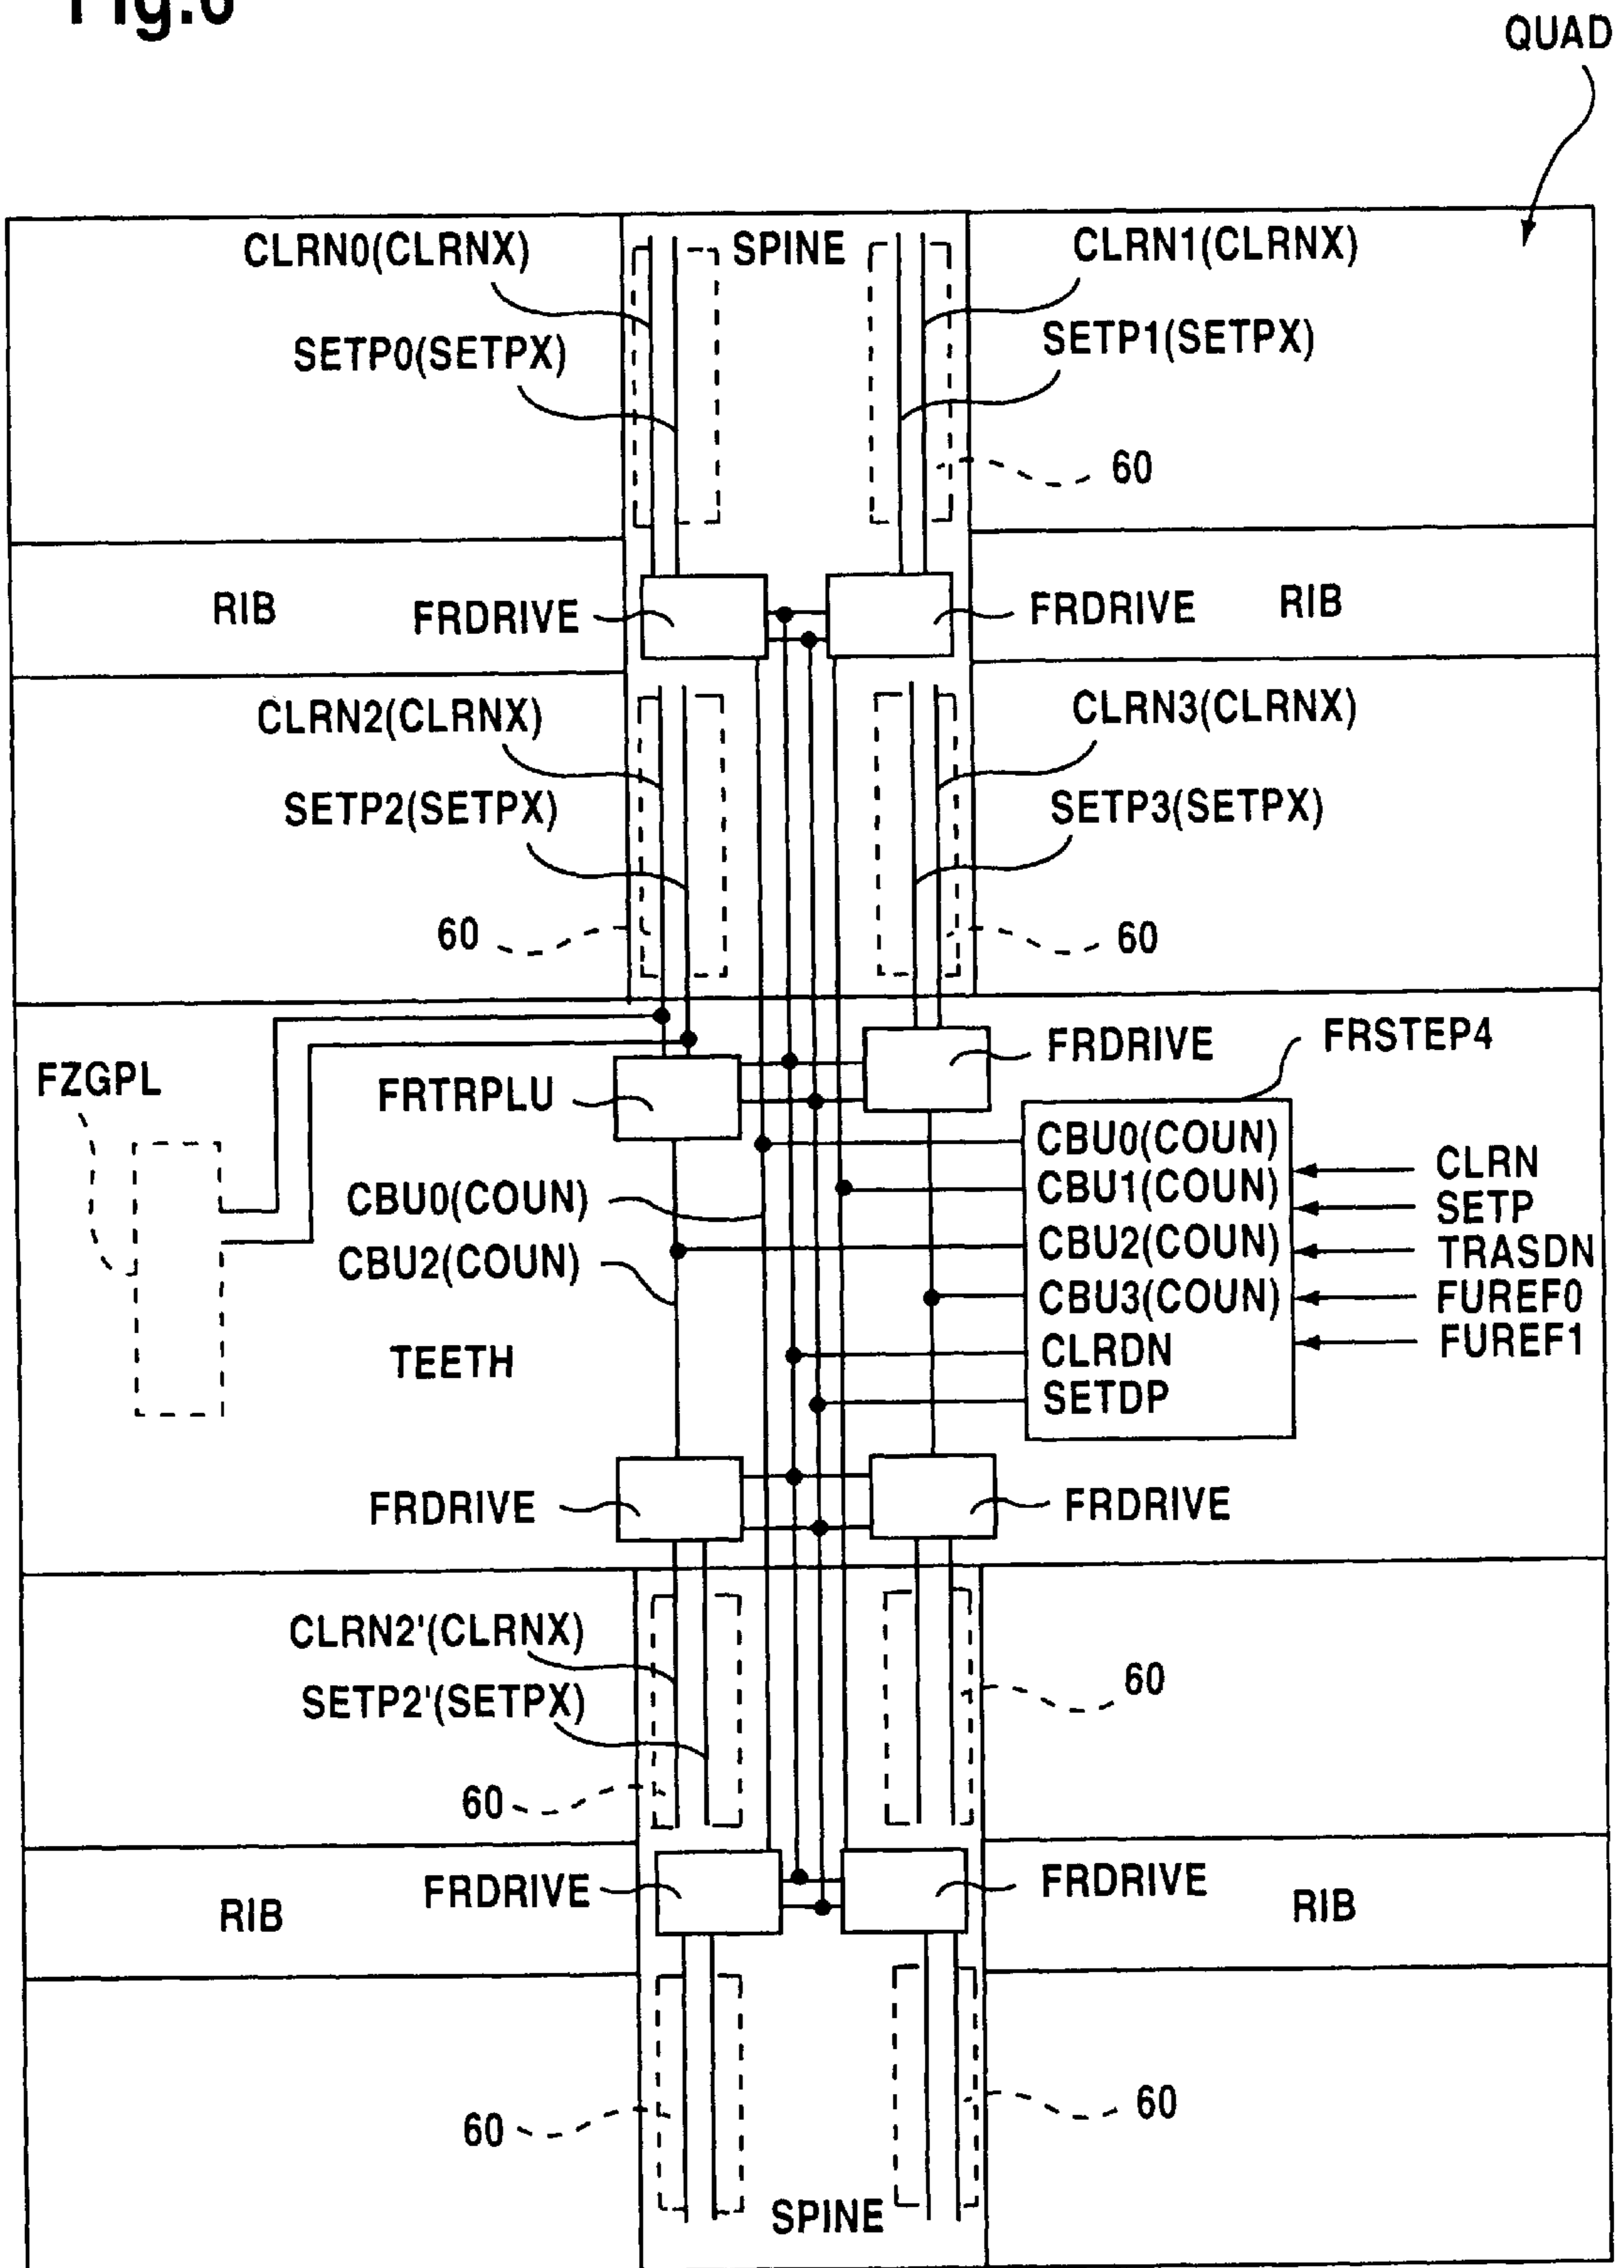 Fig.6
QUAD
CLRN0(CLRNX)
SPINE
CLRN1(CLRNX)
SETP0(SETPX)
SETP1(SETPX)
60
RIB
FRDRIVE
FRDRIVE
RIB
CLRN2(CLRNX)
CLRN3(CLRNX)
SETP2(SETPX)
SETP3(SETPX)
60
60
FRDRIVE
FRSTEP4
FZGPL
FRTRPLU
CBU0(COUN)
CLRN
CBU0(COUN)
CBU1(COUN)
SETP
CBU2(COUN)
CBU2(COUN)
TRASDN
CBU3(COUN)
FUREF0
TEETH
CLRDN
FUREF1
SETDP
FRDRIVE
FRDRIVE
CLRN2'(CLRNX)
SETP2'(SETPX)
60
60
RIB
FRDRIVE
FRDRIVE
RIB
60
60
SPINE